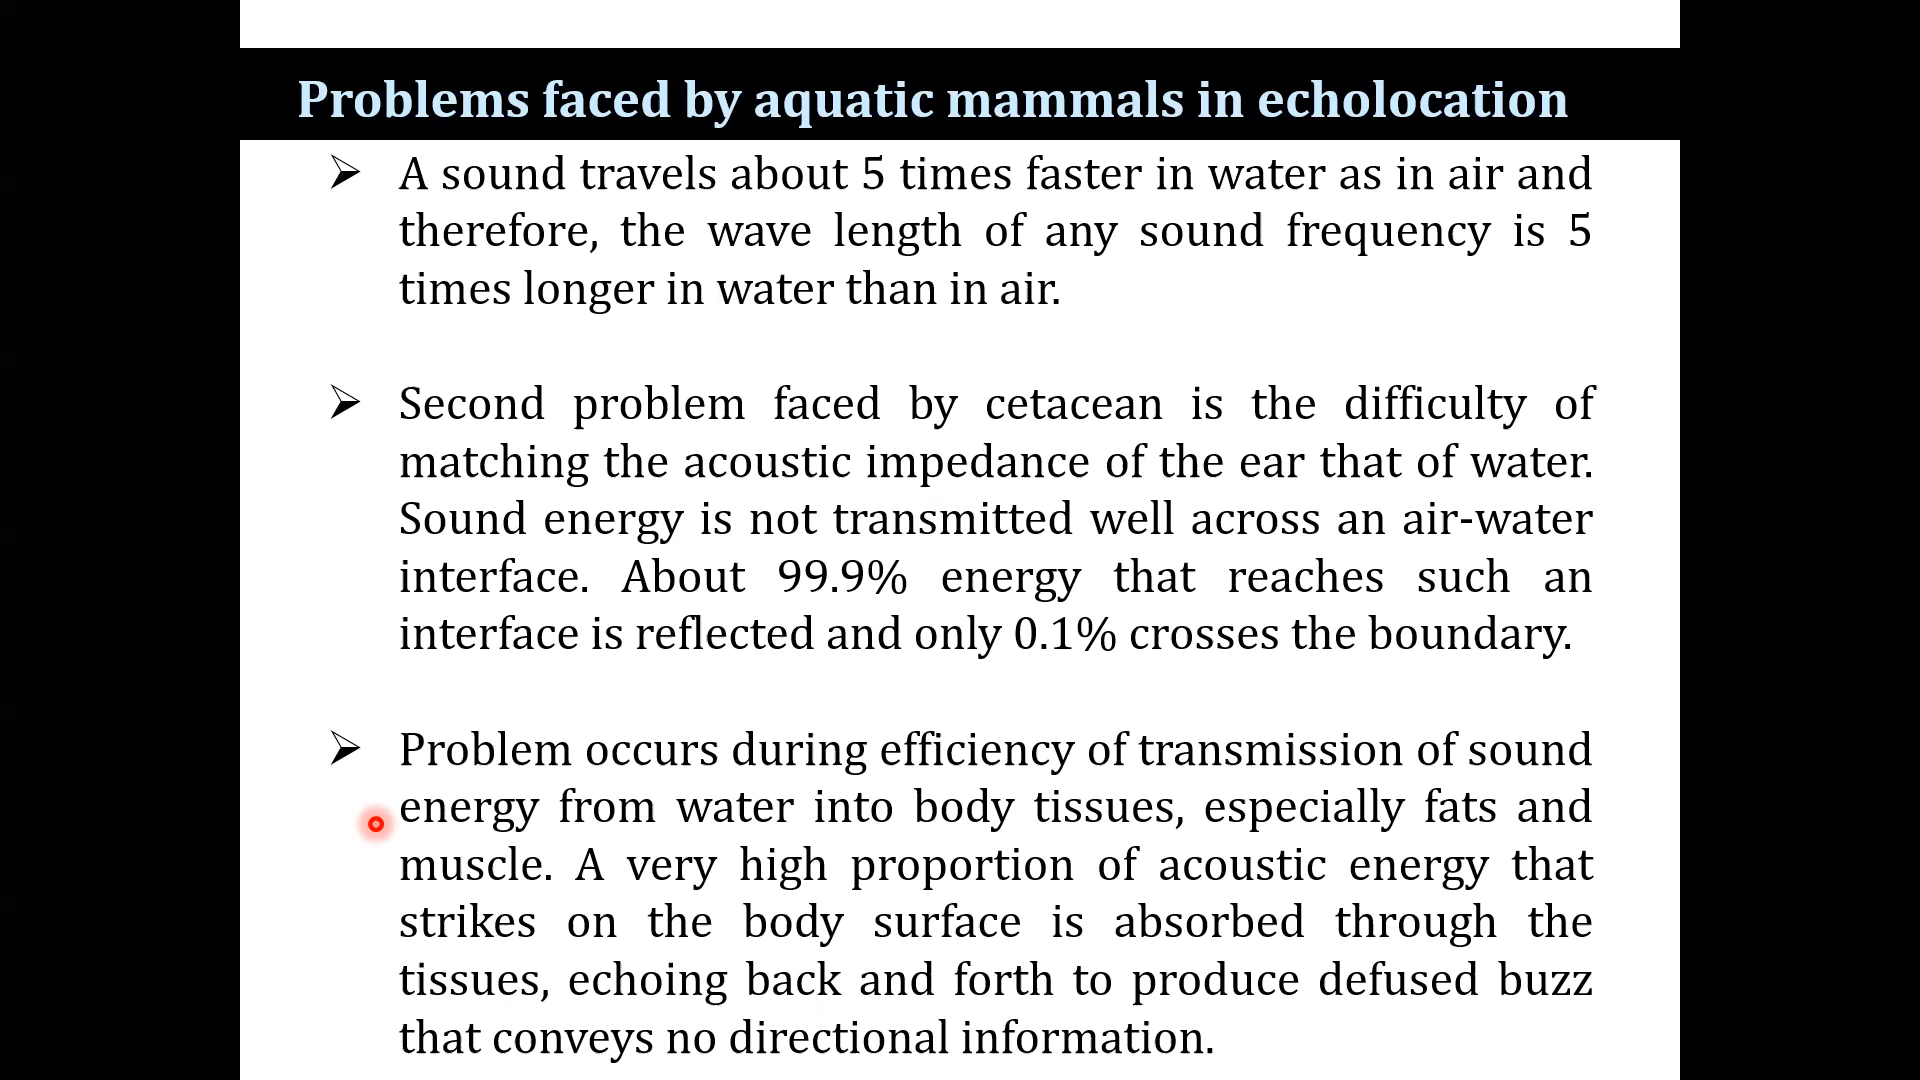 Problems faced by aquatic mammals in echolocation
➢ A sound travels about 5 times faster in water as in air and
therefore, the wave length of any sound frequency is 5
times longer in water than in air.
➢ Second problem faced by cetacean is the difficulty of
matching the acoustic impedance of the ear that of water.
Sound energy is not transmitted well across an air-water
interface. About 99.9% energy that reaches such an
interface is reflected and only 0.1% crosses the boundary.
➢ Problem occurs during efficiency of transmission of sound
energy from water into body tissues, especially fats and
muscle. A very high proportion of acoustic energy that
strikes on the body surface is absorbed through the
tissues, echoing back and forth to produce defused buzz
that conveys no directional information.